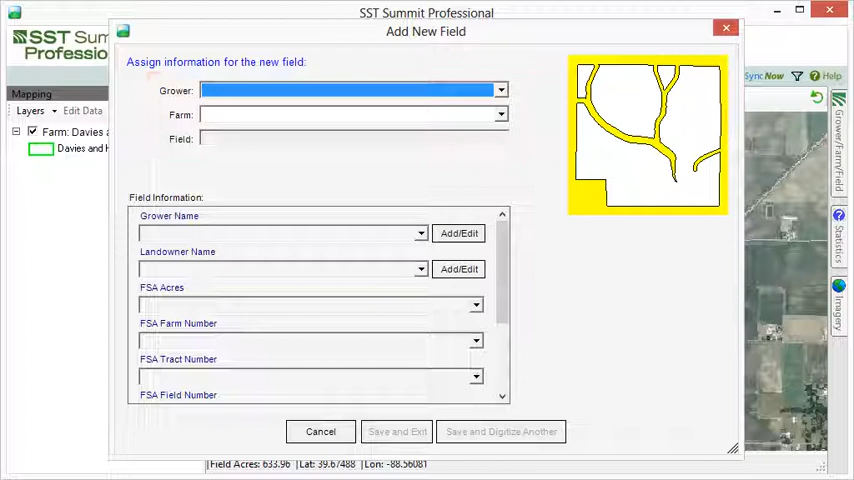 SST Summit Professional
Add New Field
SST Sum
Professio
Sync Now
Help
Mapping
Layers
Edit Data
Farm: Davies a
Davies and H
Assign information for the new field:
Grower:
Farm:
Field:
Field Information:
Grower Name
Add/Edit
Landowner Name
Add/Edit
FSA Acres
FSA Farm Number
FSA Tract Number
FSA Field Number
Cancel
Save and Exit
Save and Digitize Another
Grower/Farm/Field
Statistics
Imagery
Field Acres: 633.96 |Lat: 39.67488 |Lon: -88.56081